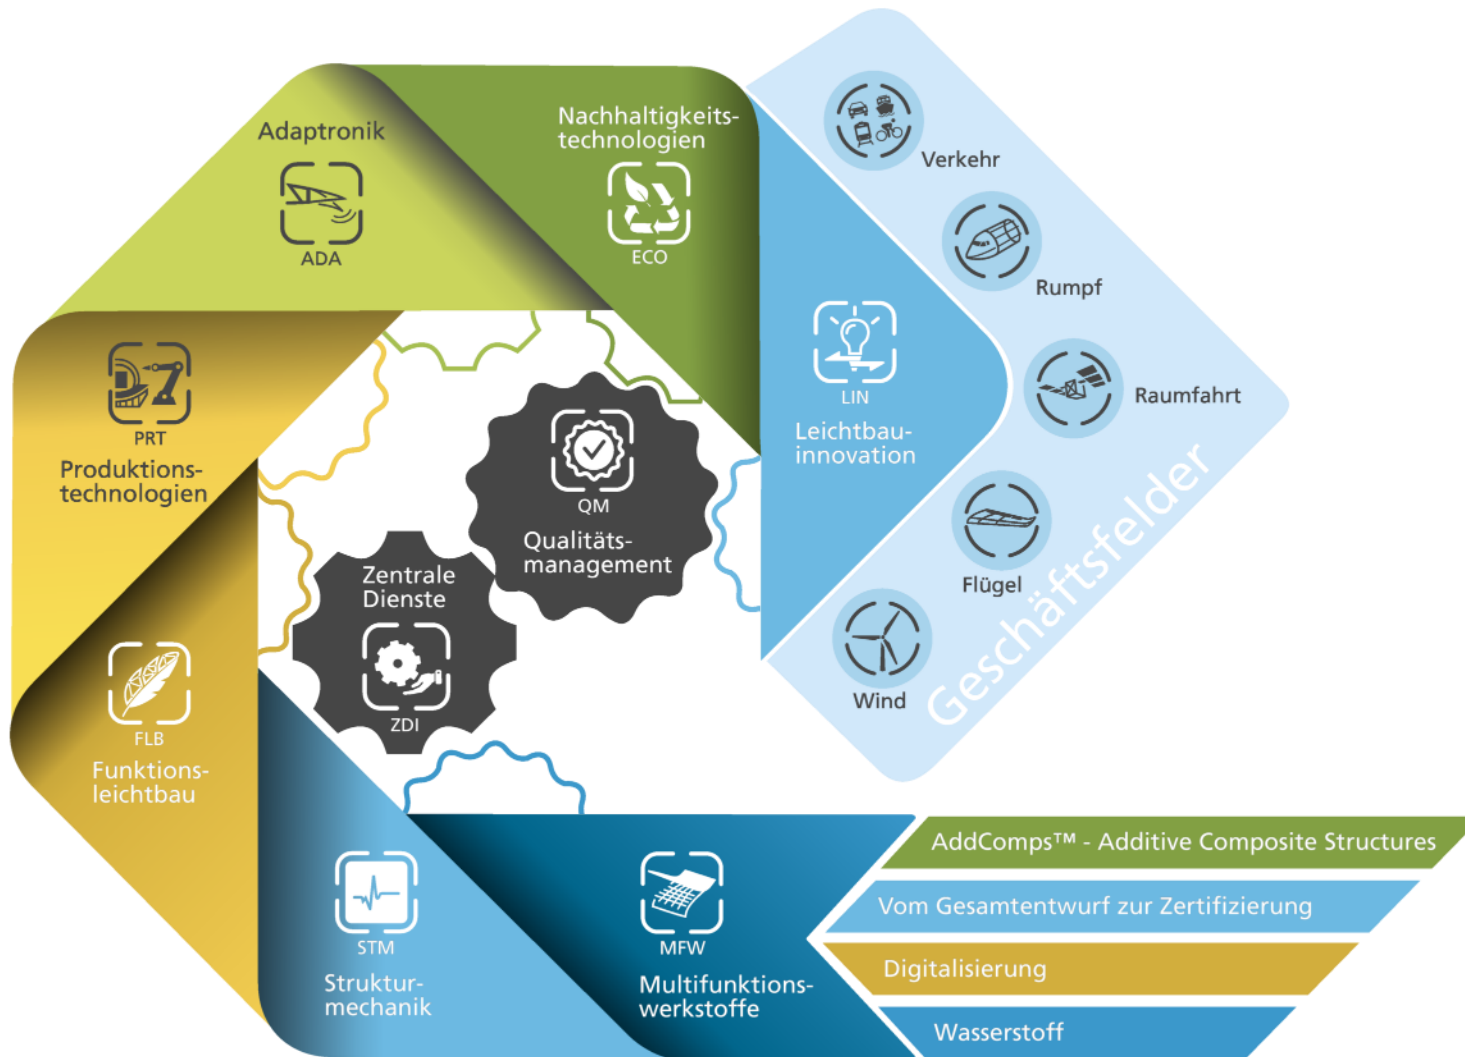 Adaptronik
ADA
Nachhaltigkeits-
technologien
ECO
LIN
Leichtbau-
innovation
PRT
Produktions-
technologien
FLB
Funktions-
leichtbau
STM
Struktur-
mechanik
MFW
Multifunktions-
werkstoffe
QM
Qualitäts-
management
Zentrale
Dienste
ZDI
Verkehr
Rumpf
Raumfahrt
Flügel
Wind
Geschäftsfelder
AddComps™ - Additive Composite Structures
Vom Gesamtentwurf zur Zertifizierung
Digitalisierung
Wasserstoff